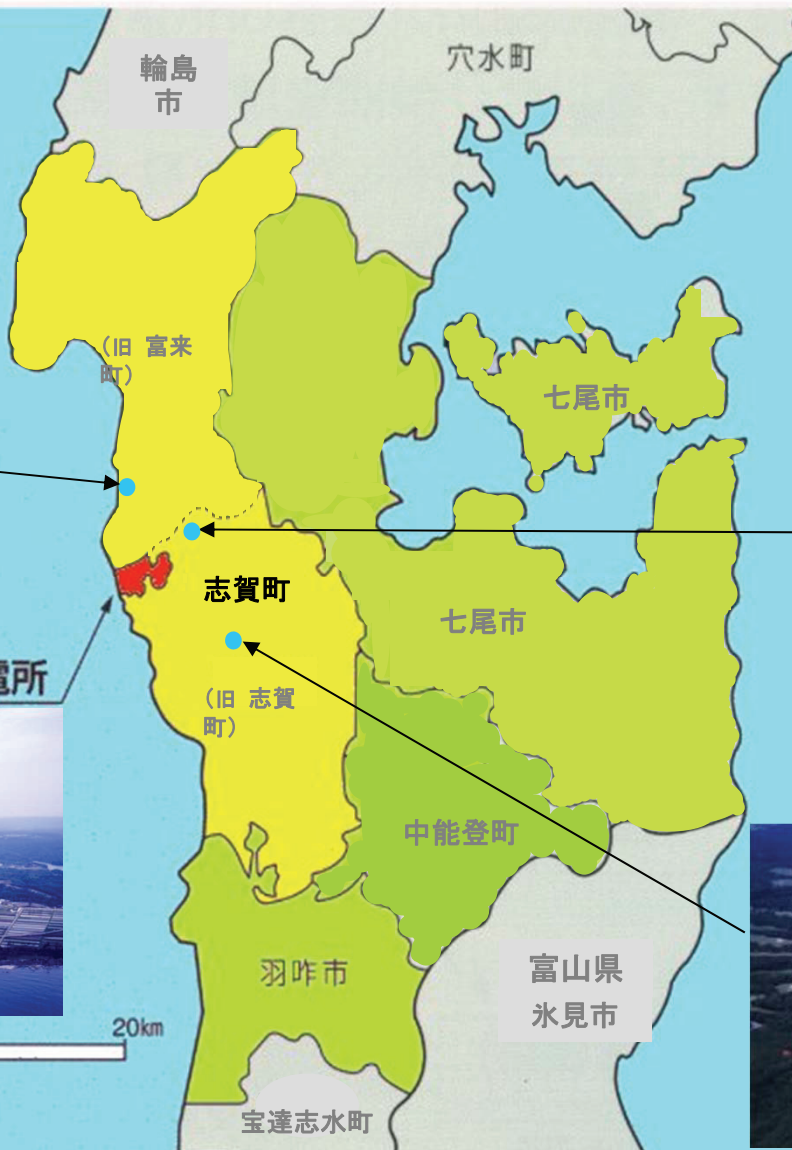 輪島
市
穴水町
（旧 富来
町）
七尾市
志賀町
七尾市
電所
（旧 志賀
町）
中能登町
羽咋市
富山県
氷見市
20km
宝達志水町